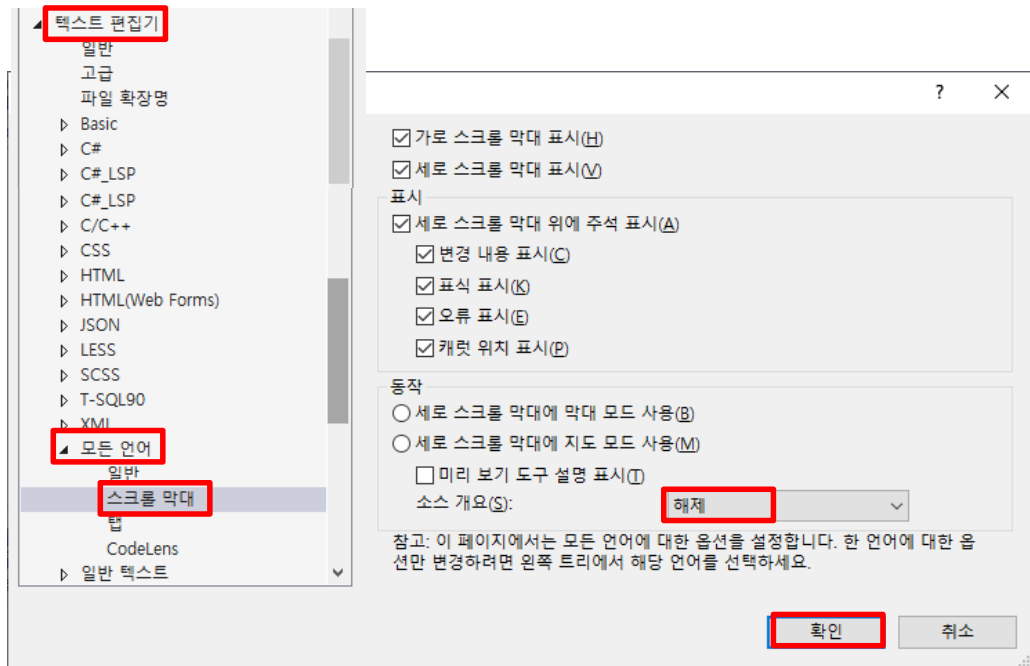 텍스트 편집기
일반
고급
파일 확장명
Basic
C#
C#_LSP
C#_LSP
C/C++
CSS
HTML
HTML(Web Forms)
JSON
LESS
SCSS
T-SQL90
XML
모든 언어
일반
스크롤 막대
탭
CodeLens
일반 텍스트
?
가로 스크롤 막대 표시(H)
세로 스크롤 막대 표시(V)
표시
세로 스크롤 막대 위에 주석 표시(A)
변경 내용 표시(C)
표식 표시(K)
오류 표시(E)
캐럿 위치 표시(P)
동작
세로 스크롤 막대에 막대 모드 사용(B)
세로 스크롤 막대에 지도 모드 사용(M)
미리 보기 도구 설명 표시(T)
소스 개요(S): 해제
참고: 이 페이지에서는 모든 언어에 대한 옵션을 설정합니다. 한 언어에 대한 옵
션만 변경하려면 왼쪽 트리에서 해당 언어를 선택하세요.
확인 취소